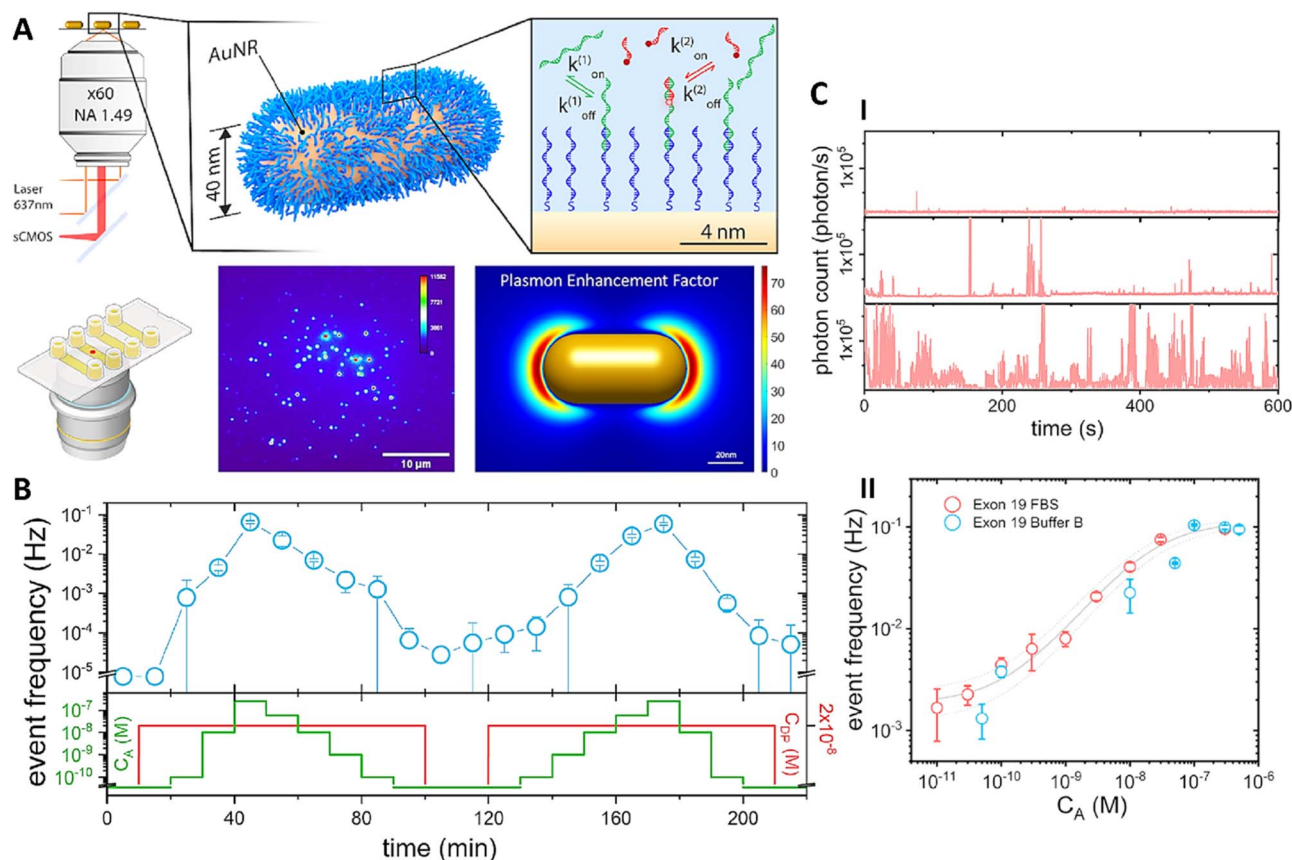 A
x60
NA 1.49
Laser
637nm
sCMOS
AuNR
40 nm
k(1)on
k(1)off
k(2)on
k(2)off
S S S S S S S
4 nm
11582
7721
3861
0
10 µm
Plasmon Enhancement Factor
20nm
70
60
50
40
30
20
10
0
B
event frequency (Hz)
10-1
10-2
10-3
10-4
10-5
10-7
10-8
10-9
10-10
CA (M)
CDP (M)
2x10-8
0 40 80 120 160 200
time (min)
C
I
photon count (photon/s)
1x105
1x105
1x105
0 200 400 600
time (s)
II
Exon 19 FBS
Exon 19 Buffer B
event frequency (Hz)
10-1
10-2
10-3
10-11 10-10 10-9 10-8 10-7 10-6
CA (M)